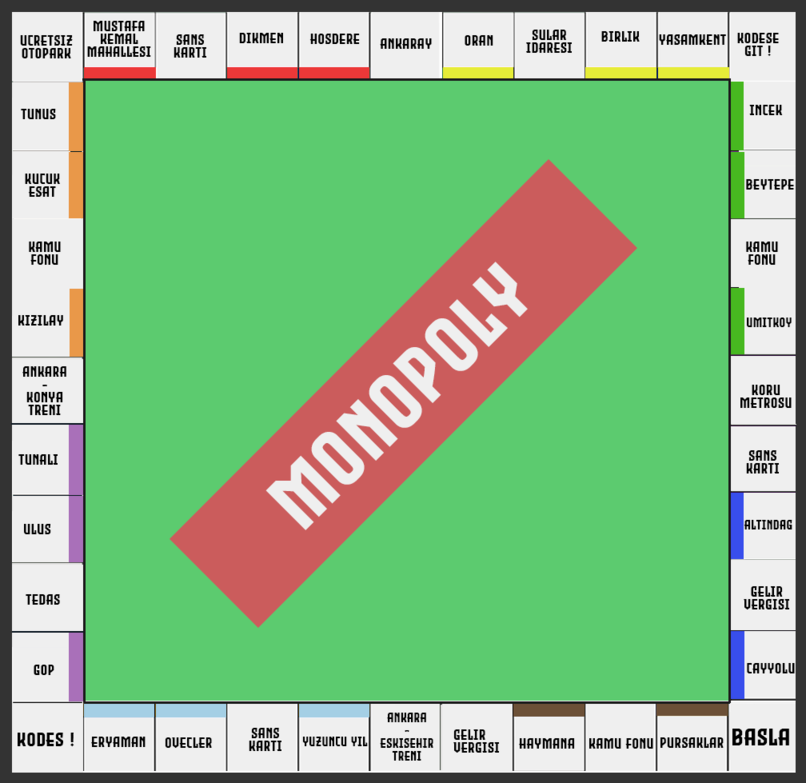 UCRETSIZ
OTOPARK
MUSTAFA
KEMAL
MAHALLESI
SANS
KARTI
DIKMEN
HOSDERE
ANKARAY
ORAN
SULAR
IDARESI
BIRLIK
YASAMKENT
KODESE
GIT !
TUNUS
INCEK
KUCUK
ESAT
BEYTEPE
KAMU
FONU
KAMU
FONU
KIZILAY
UMITKOY
ANKARA
-
KONYA
TRENI
KORU
METROSU
TUNALI
SANS
KARTI
ULUS
ALTINDAG
TEDAS
GELIR
VERGISI
GOP
CAYYOLU
MONOPOLY
KODES !
ERYAMAN
OVECLER
SANS
KARTI
YUZUNCU YIL
ANKARA
-
ESKISEHIR
TRENI
GELIR
VERGISI
HAYMANA
KAMU FONU
PURSAKLAR
BASLA